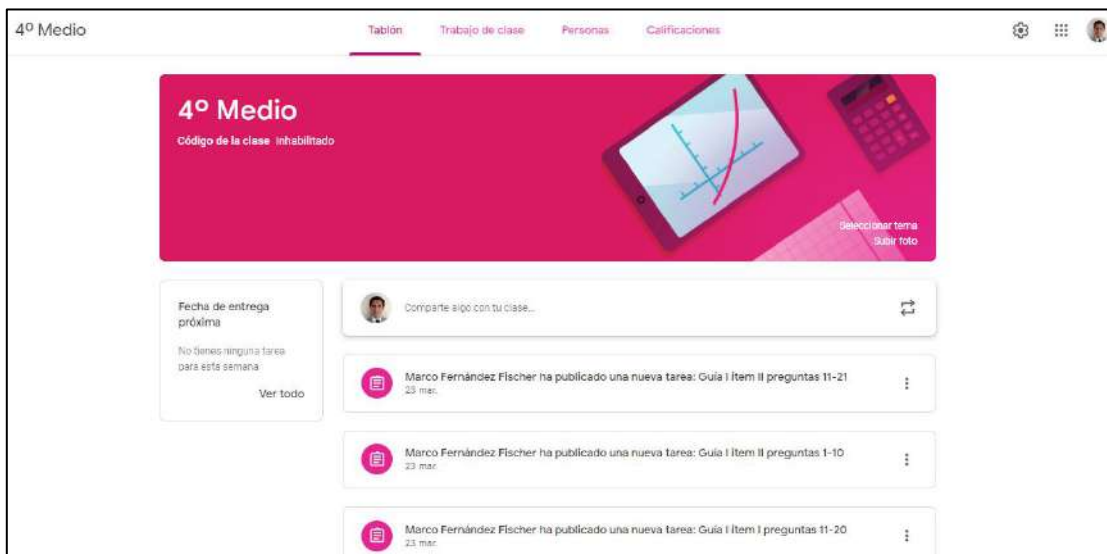 4º Medio
Tablón
Trabajo de clase
Personas
Calificaciones
4º Medio
Código de la clase Inhabilitado
Seleccionar tema
Subir foto
Fecha de entrega
próxima
No tienes ninguna tarea
para esta semana
Ver todo
Comparte algo con tu clase...
Marco Fernández Fischer ha publicado una nueva tarea: Guía I ítem II preguntas 11-21
23 mar.
Marco Fernández Fischer ha publicado una nueva tarea: Guía I ítem II preguntas 1-10
23 mar.
Marco Fernández Fischer ha publicado una nueva tarea: Guía I ítem I preguntas 11-20
23 mar.